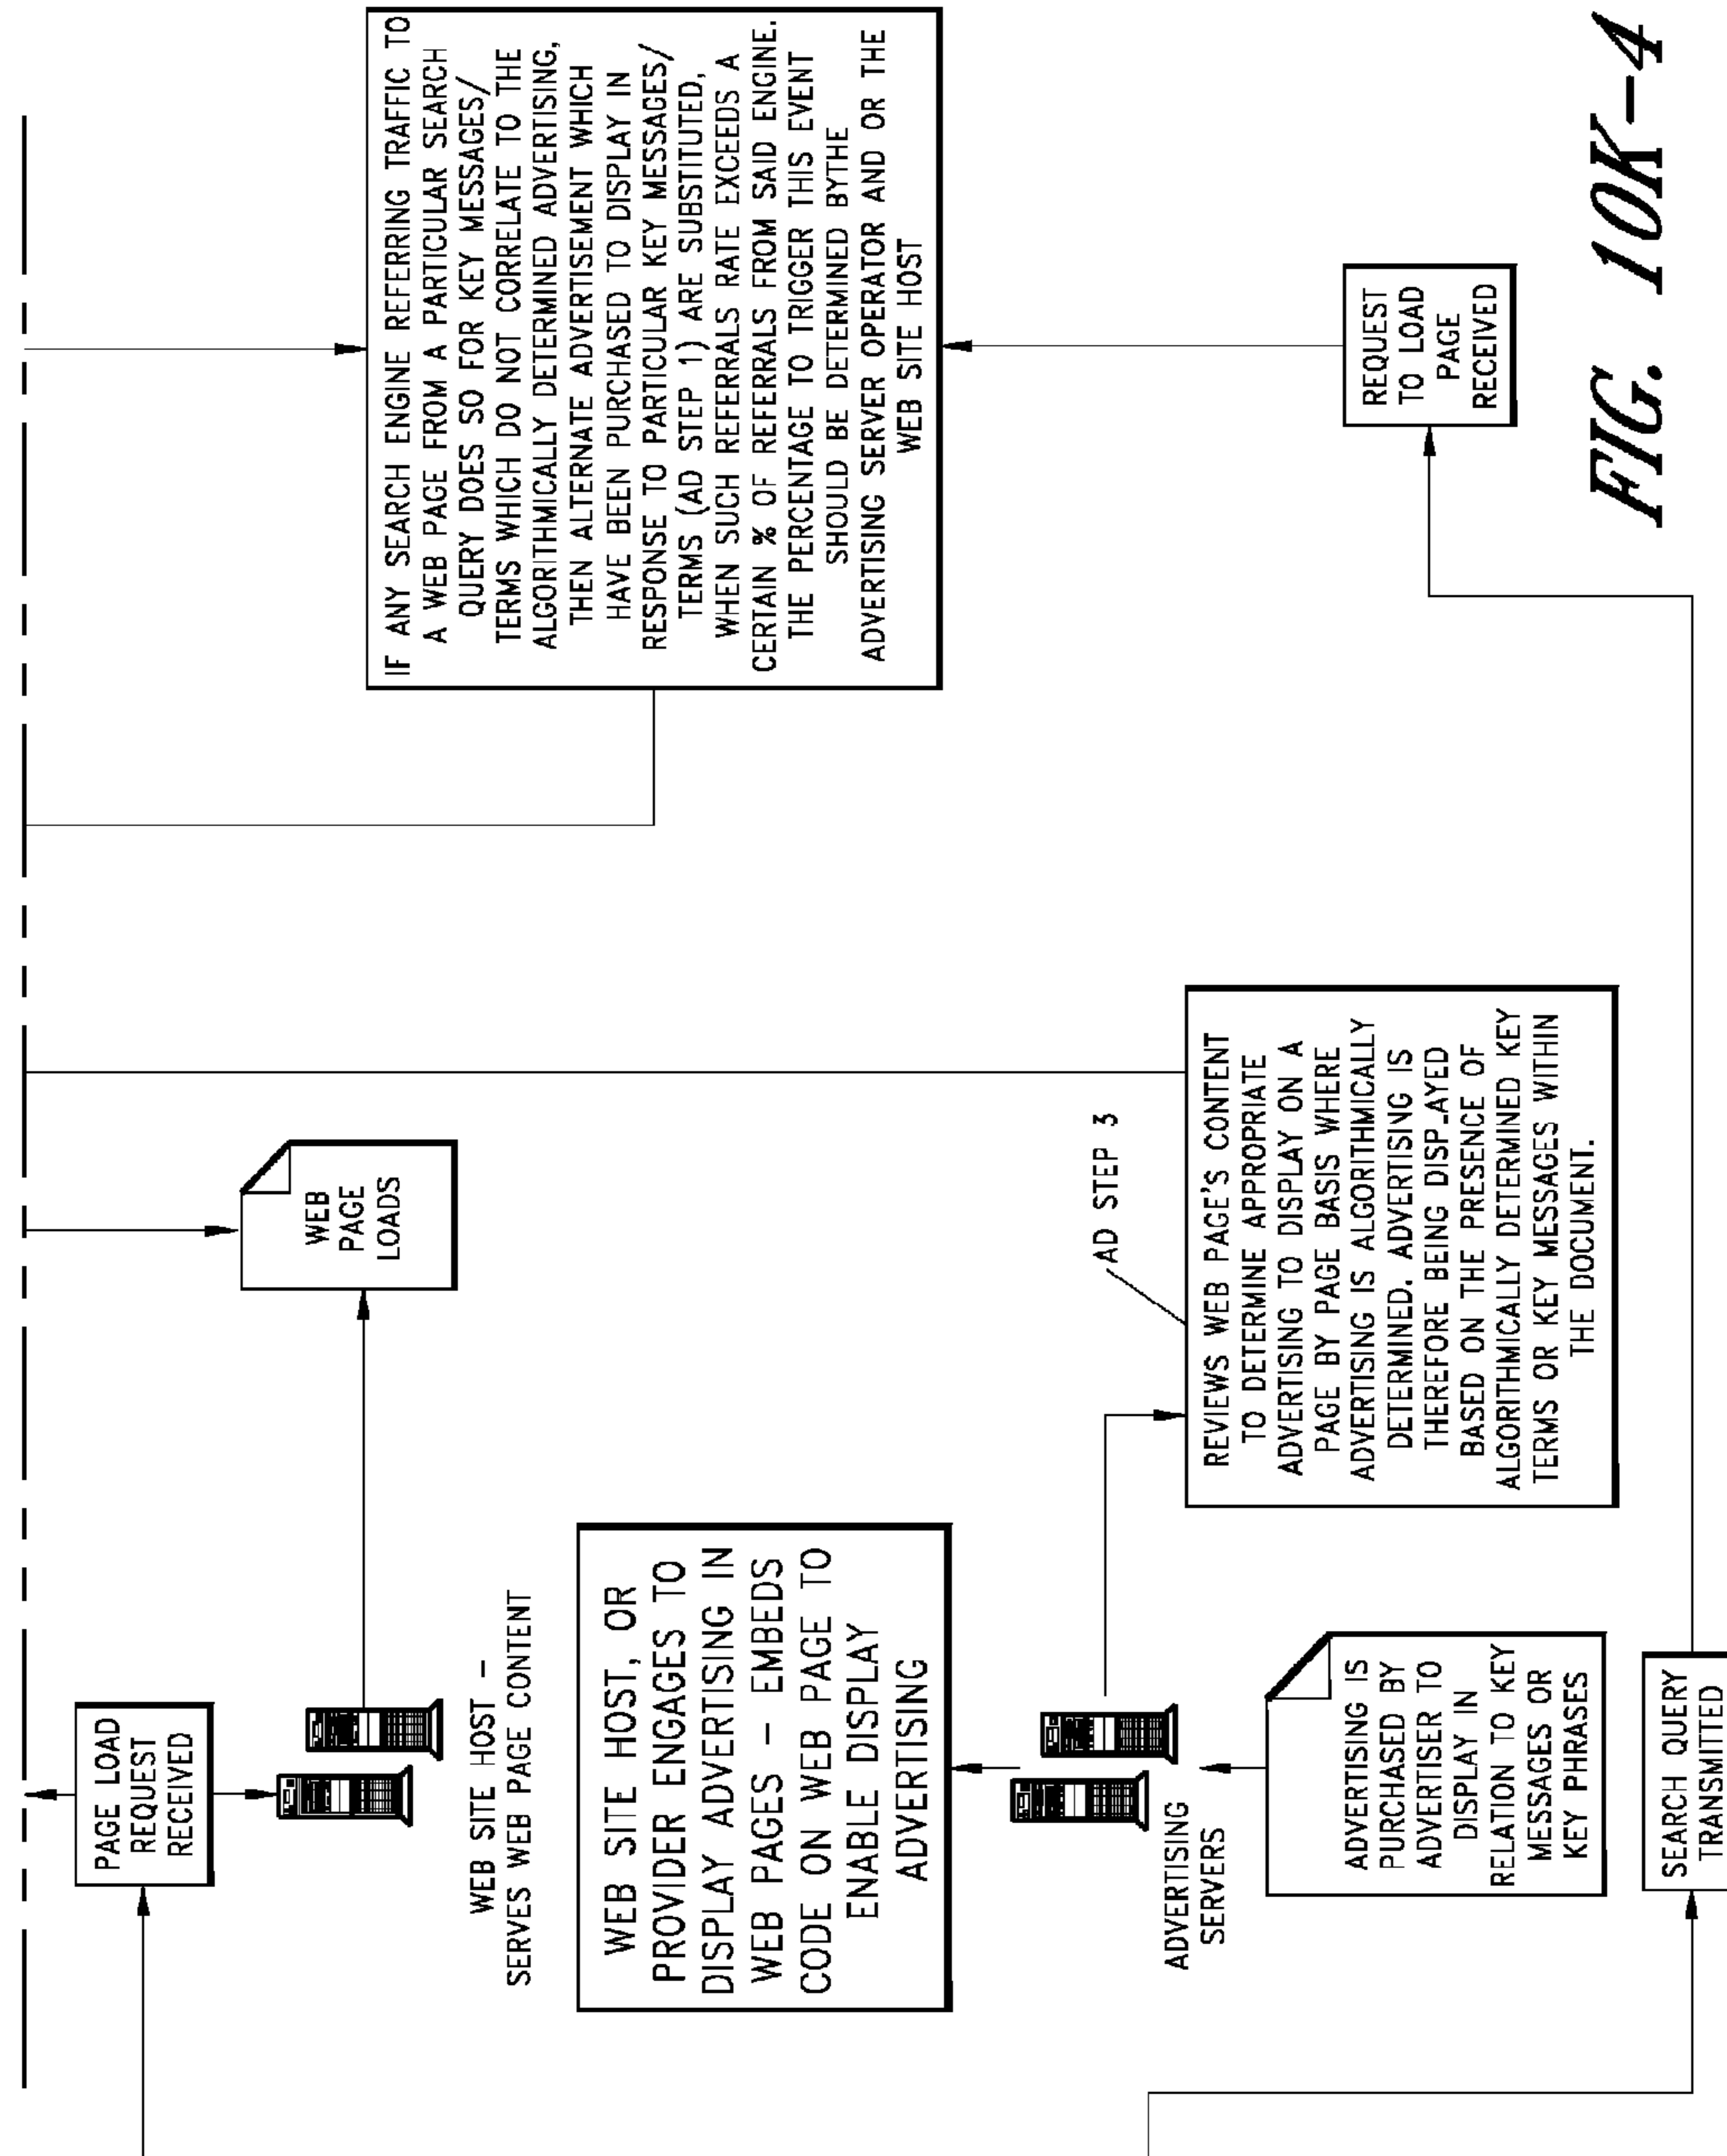 PAGE LOAD
REQUEST
RECEIVED
WEB SITE HOST –
SERVES WEB PAGE CONTENT
WEB
PAGE
LOADS
WEB SITE HOST, OR
PROVIDER ENGAGES TO
DISPLAY ADVERTISING IN
WEB PAGES – EMBEDS
CODE ON WEB PAGE TO
ENABLE DISPLAY
ADVERTISING
ADVERTISING
SERVERS
ADVERTISING IS
PURCHASED BY
ADVERTISER TO
DISPLAY IN
RELATION TO KEY
MESSAGES OR
KEY PHRASES
SEARCH QUERY
TRANSMITTED
AD STEP 3
REVIEWS WEB PAGE'S CONTENT
TO DETERMINE APPROPRIATE
ADVERTISING TO DISPLAY ON A
PAGE BY PAGE BASIS WHERE
ADVERTISING IS ALGORITHMICALLY
DETERMINED. ADVERTISING IS
THEREFORE BEING DISPLAYED
BASED ON THE PRESENCE OF
ALGORITHMICALLY DETERMINED KEY
TERMS OR KEY MESSAGES WITHIN
THE DOCUMENT.
IF ANY SEARCH ENGINE REFERRING TRAFFIC TO
A WEB PAGE FROM A PARTICULAR SEARCH
QUERY DOES SO FOR KEY MESSAGES/
TERMS WHICH DO NOT CORRELATE TO THE
ALGORITHMICALLY DETERMINED ADVERTISING,
THEN ALTERNATE ADVERTISEMENT WHICH
HAVE BEEN PURCHASED TO DISPLAY IN
RESPONSE TO PARTICULAR KEY MESSAGES/
TERMS (AD STEP 1) ARE SUBSTITUTED,
WHEN SUCH REFERRALS RATE EXCEEDS A
CERTAIN % OF REFERRALS FROM SAID ENGINE.
THE PERCENTAGE TO TRIGGER THIS EVENT
SHOULD BE DETERMINED BYTHE
ADVERTISING SERVER OPERATOR AND OR THE
WEB SITE HOST
REQUEST
TO LOAD
PAGE
RECEIVED
FIG. 10K–4